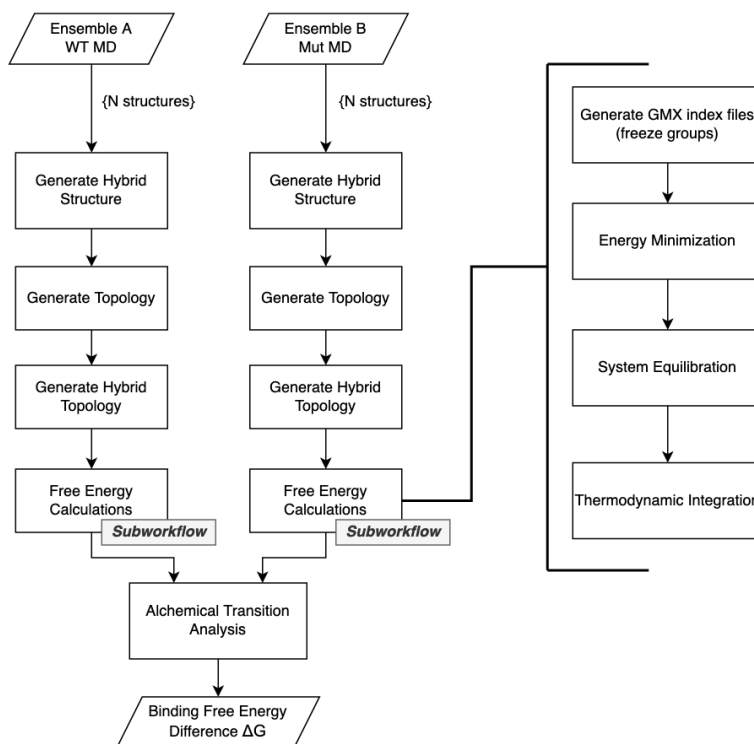 Ensemble A
WT MD
{N structures}
Generate Hybrid
Structure
Generate Topology
Generate Hybrid
Topology
Free Energy
Calculations
Subworkflow
Ensemble B
Mut MD
{N structures}
Generate Hybrid
Structure
Generate Topology
Generate Hybrid
Topology
Free Energy
Calculations
Subworkflow
Generate GMX index files
(freeze groups)
Energy Minimization
System Equilibration
Thermodynamic Integration
Alchemical Transition
Analysis
Binding Free Energy
Difference ΔG